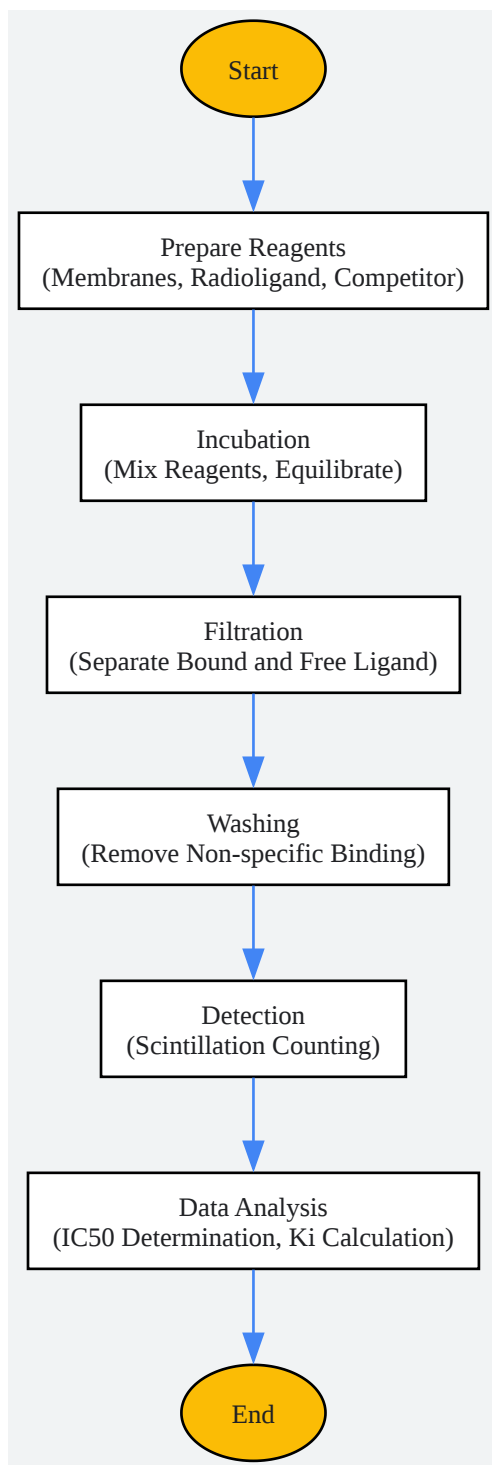 Start
Prepare Reagents
(Membranes, Radioligand, Competitor)
Incubation
(Mix Reagents, Equilibrate)
Filtration
(Separate Bound and Free Ligand)
Washing
(Remove Non-specific Binding)
Detection
(Scintillation Counting)
Data Analysis
(IC50 Determination, Ki Calculation)
End